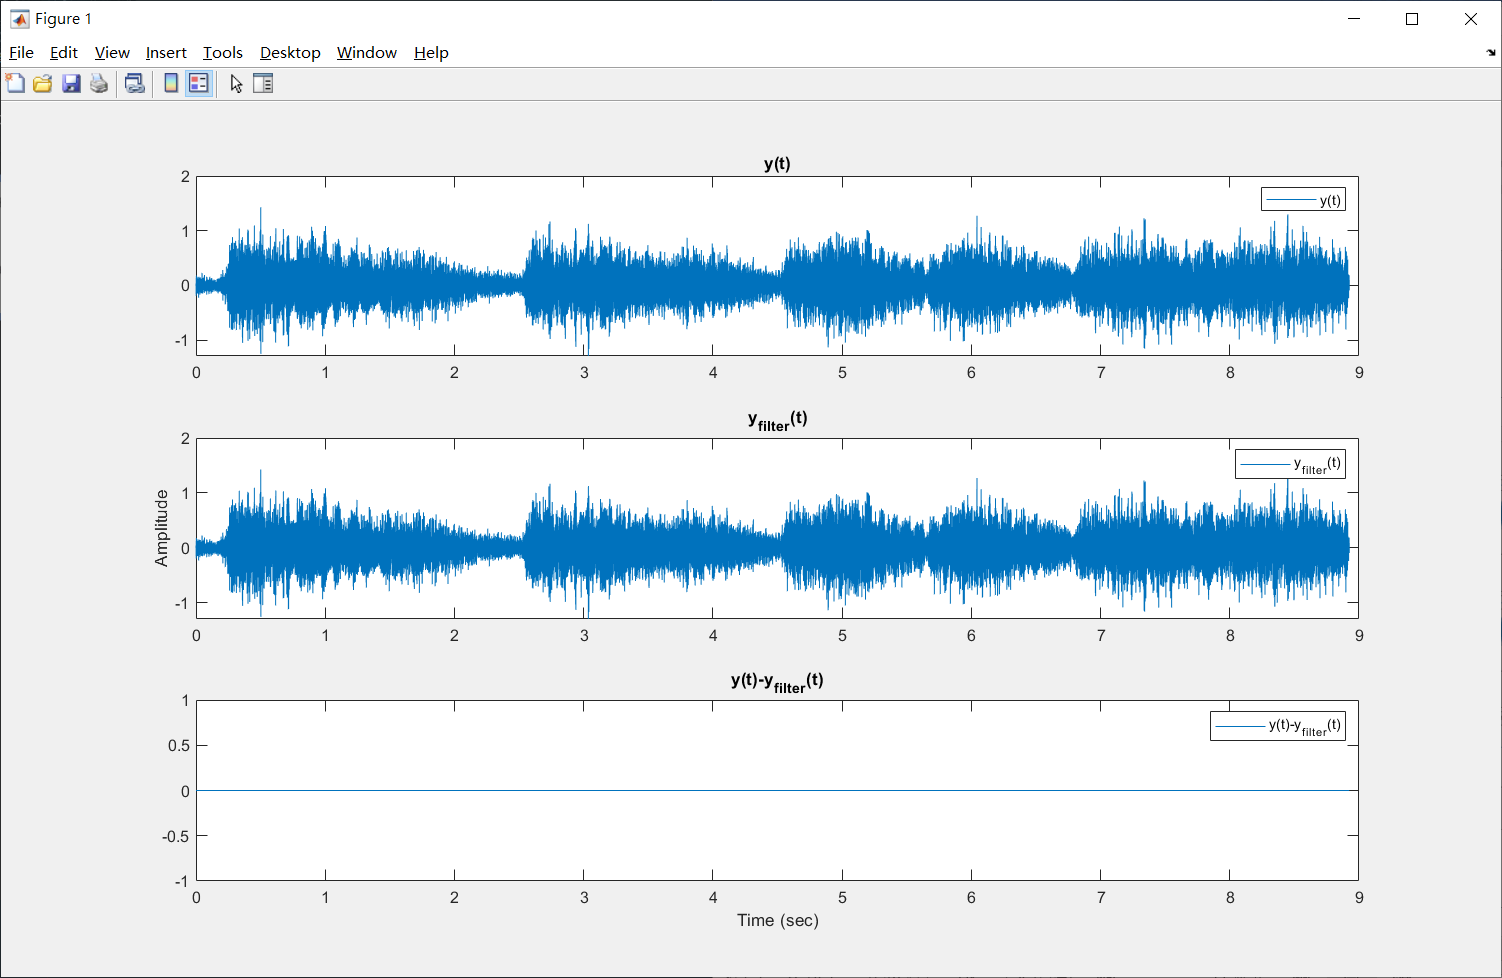 Figure 1
File Edit View Insert Tools Desktop Window Help
y(t)
2
1
0
-1
y(t)
0 1 2 3 4 5 6 7 8 9
yfilter(t)
2
1
0
-1
Amplitude
yfilter(t)
0 1 2 3 4 5 6 7 8 9
y(t)-yfilter(t)
1
0.5
0
-0.5
-1
y(t)-yfilter(t)
0 1 2 3 4 5 6 7 8 9
Time (sec)